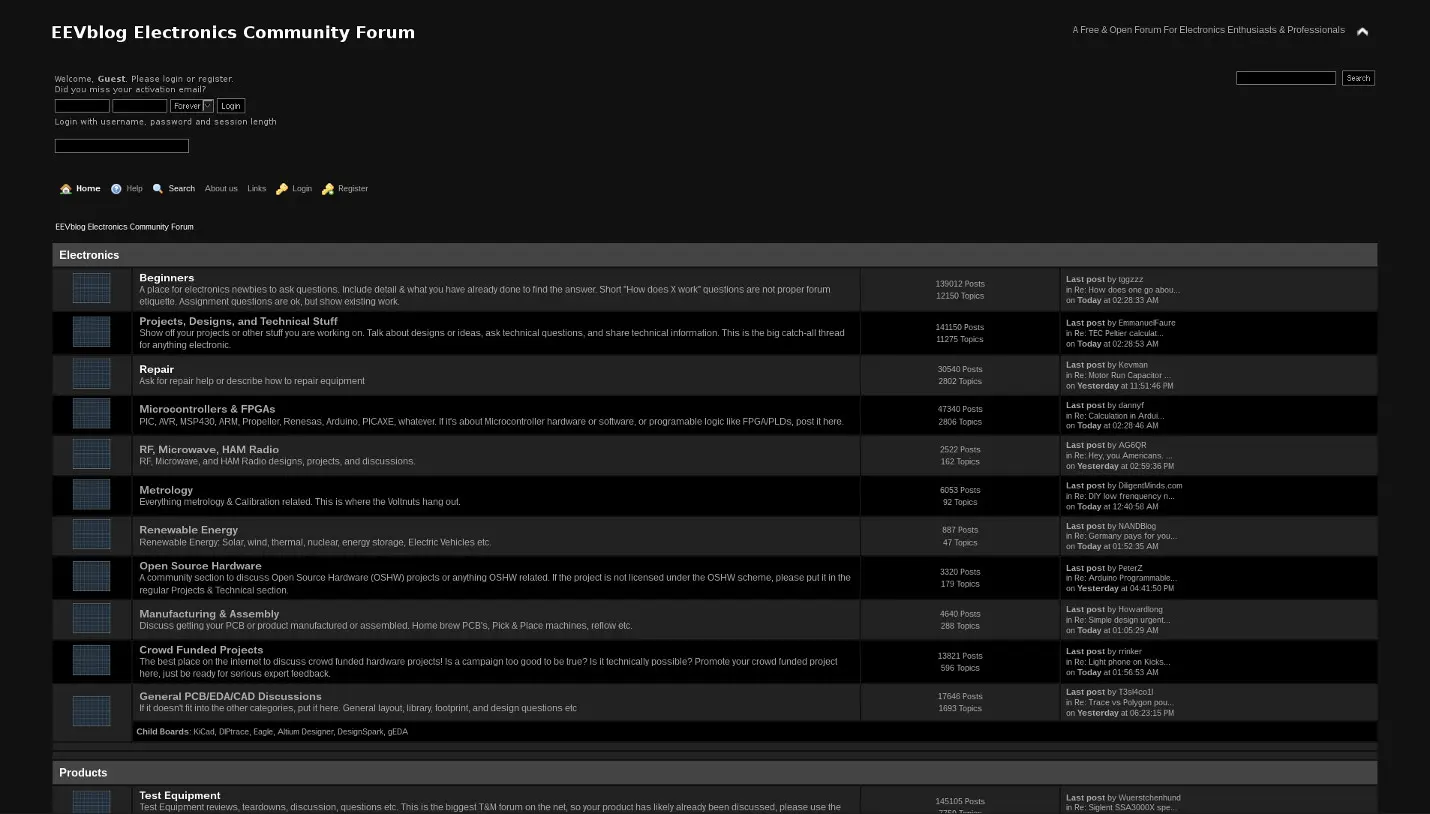 EEVblog Electronics Community Forum
A Free & Open Forum For Electronics Enthusiasts & Professionals
Welcome, Guest. Please login or register.
Did you miss your activation email?
Forever Login
Search
Login with username, password and session length
Home Help Search About us Links Login Register
EEVblog Electronics Community Forum
Electronics
Beginners
A place for electronics newbies to ask questions. Include detail & what you have already done to find the answer. Short "How does X work" questions are not proper forum
etiquette. Assignment questions are ok, but show existing work.
139012 Posts
12150 Topics
Last post by tggzzz
in Re: How does one go abou...
on Today at 02:28:33 AM
Projects, Designs, and Technical Stuff
Show off your projects or other stuff you are working on. Talk about designs or ideas, ask technical questions, and share technical information. This is the big catch-all thread
for anything electronic.
141150 Posts
11275 Topics
Last post by EmmanuelFaure
in Re: TEC Peltier calculat...
on Today at 02:28:53 AM
Repair
Ask for repair help or describe how to repair equipment
30540 Posts
2802 Topics
Last post by Kevman
in Re: Motor Run Capacitor ...
on Yesterday at 11:51:46 PM
Microcontrollers & FPGAs
PIC, AVR, MSP430, ARM, Propeller, Renesas, Arduino, PICAXE, whatever. If it's about Microcontroller hardware or software, or programable logic like FPGA/PLDs, post it here.
47340 Posts
2806 Topics
Last post by dannyf
in Re: Calculation in Ardui...
on Today at 02:28:46 AM
RF, Microwave, HAM Radio
RF, Microwave, and HAM Radio designs, projects, and discussions.
2522 Posts
162 Topics
Last post by AG6QR
in Re: Hey, you Americans. ...
on Yesterday at 02:59:36 PM
Metrology
Everything metrology & Calibration related. This is where the Voltnuts hang out.
6053 Posts
92 Topics
Last post by DiligentMinds.com
in Re: DIY low frenquency n...
on Today at 12:40:58 AM
Renewable Energy
Renewable Energy: Solar, wind, thermal, nuclear, energy storage, Electric Vehicles etc.
887 Posts
47 Topics
Last post by NANDBlog
in Re: Germany pays for you...
on Today at 01:52:35 AM
Open Source Hardware
A community section to discuss Open Source Hardware (OSHW) projects or anything OSHW related. If the project is not licensed under the OSHW scheme, please put it in the
regular Projects & Technical section.
3320 Posts
179 Topics
Last post by PeterZ
in Re: Arduino Programmable...
on Yesterday at 04:41:50 PM
Manufacturing & Assembly
Discuss getting your PCB or product manufactured or assembled. Home brew PCB's, Pick & Place machines, reflow etc.
4640 Posts
288 Topics
Last post by Howardlong
in Re: Simple design urgent...
on Today at 01:05:29 AM
Crowd Funded Projects
The best place on the internet to discuss crowd funded hardware projects! Is a campaign too good to be true? Is it technically possible? Promote your crowd funded project
here, just be ready for serious expert feedback.
13821 Posts
596 Topics
Last post by rrinker
in Re: Light phone on Kicks...
on Today at 01:56:53 AM
General PCB/EDA/CAD Discussions
If it doesn't fit into the other categories, put it here. General layout, library, footprint, and design questions etc
17646 Posts
1693 Topics
Last post by T3sl4co1l
in Re: Trace vs Polygon pou...
on Yesterday at 06:23:15 PM
Child Boards: KiCad, DIPtrace, Eagle, Altium Designer, DesignSpark, gEDA
Products
Test Equipment
Test Equipment reviews, teardowns, discussion, questions etc. This is the biggest T&M forum on the net, so your product has likely already been discussed, please use the
145105 Posts
Topics
Last post by Wuerstchenhund
in Re: Siglent SSA3000X spe...